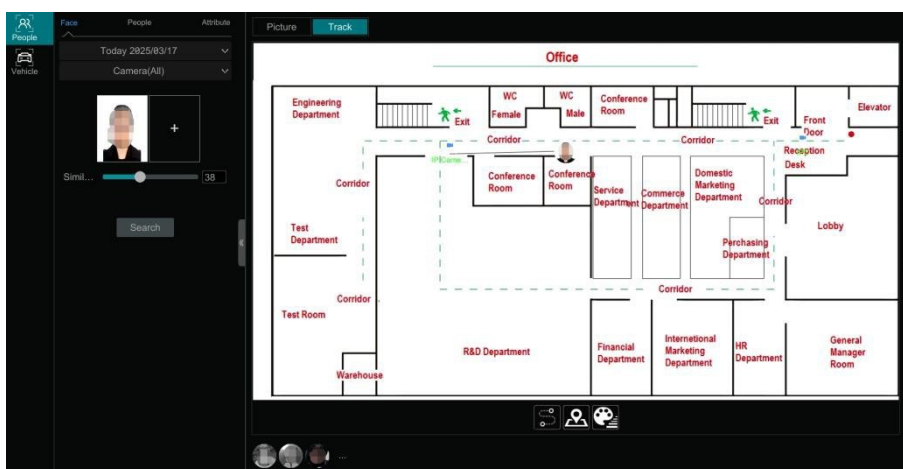 People
Vehicle
Face
People
Attribute
Today 2025/03/17
Camera(All)
+
Simil...
38
Search
Picture
Track
Office
Engineering
Department
Exit
WC
Female
WC
Male
Conference
Room
Exit
Front
Door
Elevator
Corridor
Corridor
Reception
Desk
Corridor
Conference
Room
Conference
Room
Service
Department
Commerce
Department
Domestic
Marketing
Department
Corridor
Lobby
Test
Department
Perchasing
Department
Corridor
Corridor
Test Room
R&D Department
Financial
Department
Internetional
Marketing
Department
HR
Department
General
Manager
Room
Warehouse
...